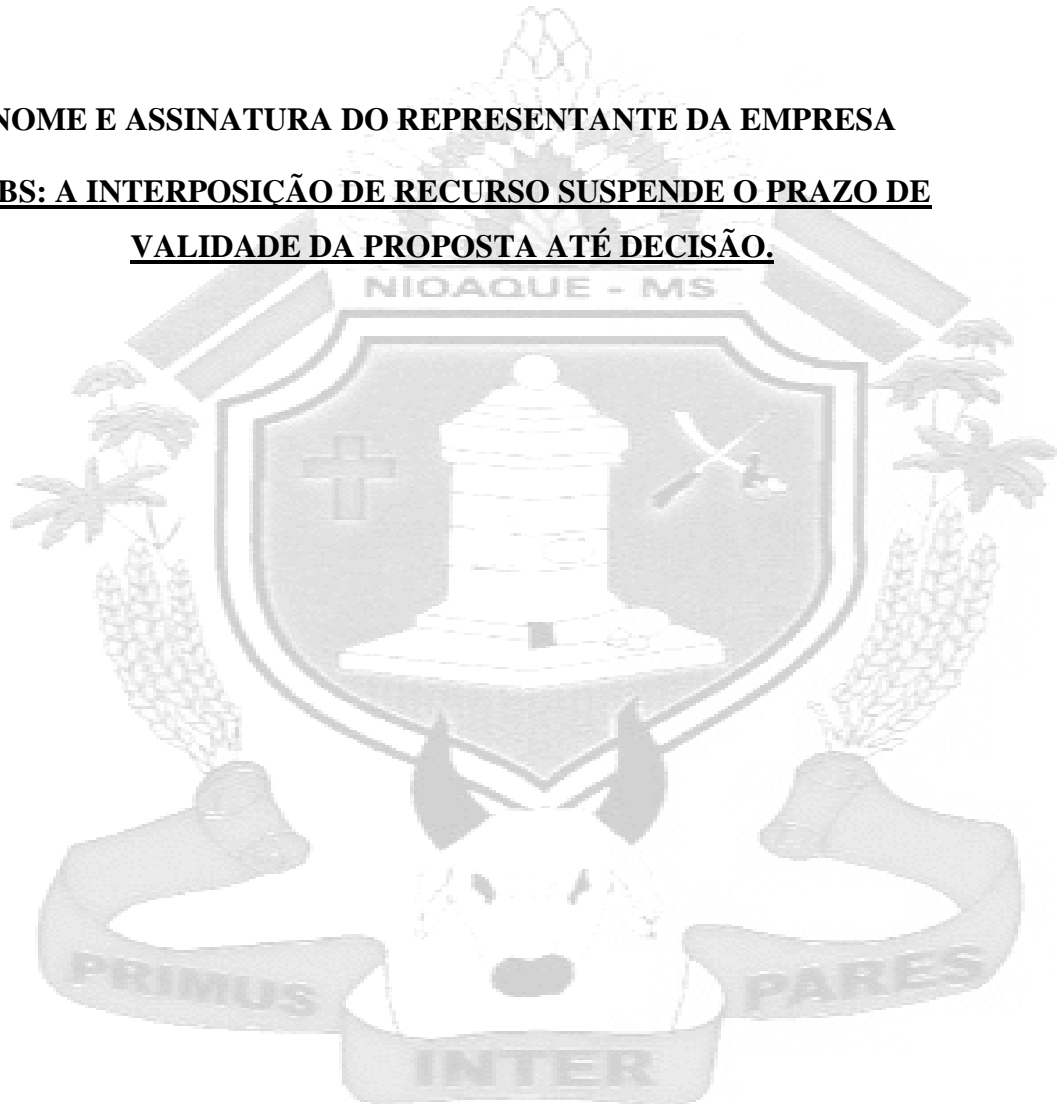 NOME E ASSINATURA DO REPRESENTANTE DA EMPRESA
BS: A INTERPOSIÇÃO DE RECURSO SUSPENDE O PRAZO DE
VALIDADE DA PROPOSTA ATÉ DECISÃO.
NIOAQUE - MS
PRIMUS
INTER
PARES